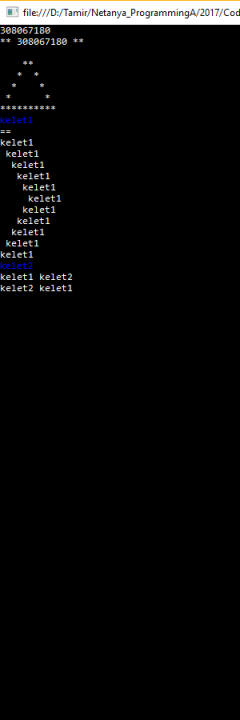 file:///D:/Tamir/Netanya_ProgrammingA/2017/Cod
308067180
** 308067180 **
    **
   *  *
  *    *
 *      *
**********
kelet1
==
kelet1
 kelet1
  kelet1
   kelet1
    kelet1
     kelet1
    kelet1
   kelet1
  kelet1
 kelet1
kelet1
kelet2
kelet1 kelet2
kelet2 kelet1